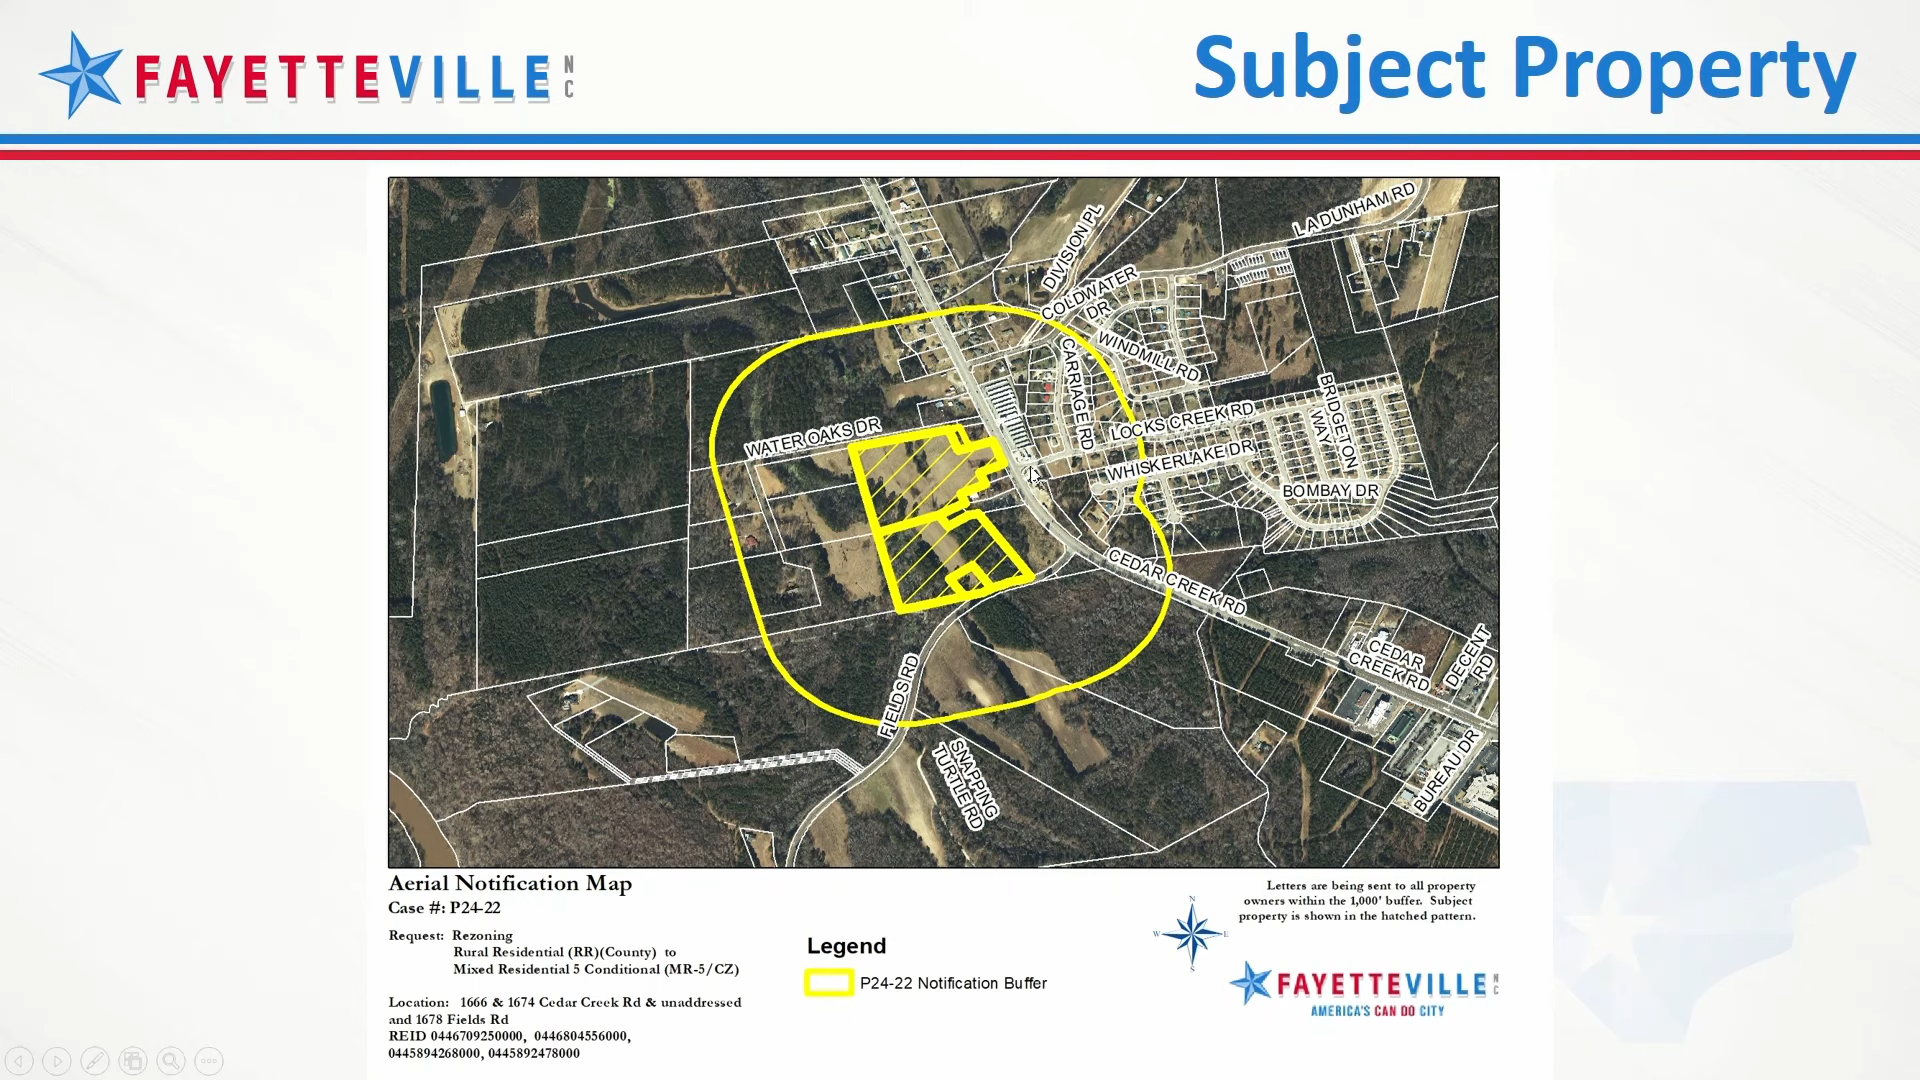 FAYETTEVILLE NC
Subject Property
LA DUNHAM RD
DIVISION PL
COLDWATER
DR
WINDMILL RD
CARRIAGE RD
BRIDGETON
WAY
LOCKS CREEK RD
WATER OAKS DR
WHISKERLAKE DR
BOMBAY DR
CEDAR CREEK RD
CEDAR
CREEK RD
DECENT
RD
FIELDS RD
SNAPPING
TURTLE RD
BUREAU DR
Aerial Notification Map
Case #: P24-22
Request: Rezoning
Rural Residential (RR)(County) to
Mixed Residential 5 Conditional (MR-5/CZ)
Location: 1666 & 1674 Cedar Creek Rd & unaddressed
and 1678 Fields Rd
REID 0446709250000, 0446804556000,
0445894268000, 0445892478000
Legend
P24-22 Notification Buffer
N
W E
S
Letters are being sent to all property
owners within the 1,000' buffer. Subject
property is shown in the hatched pattern.
FAYETTEVILLE NC
AMERICA'S CAN DO CITY